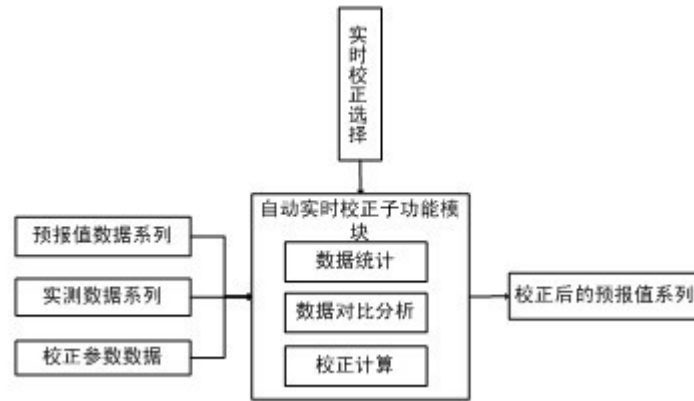 实时校正选择
自动实时校正子功能模
块
预报值数据系列
实测数据系列
校正参数数据
数据统计
数据对比分析
校正计算
校正后的预报值系列